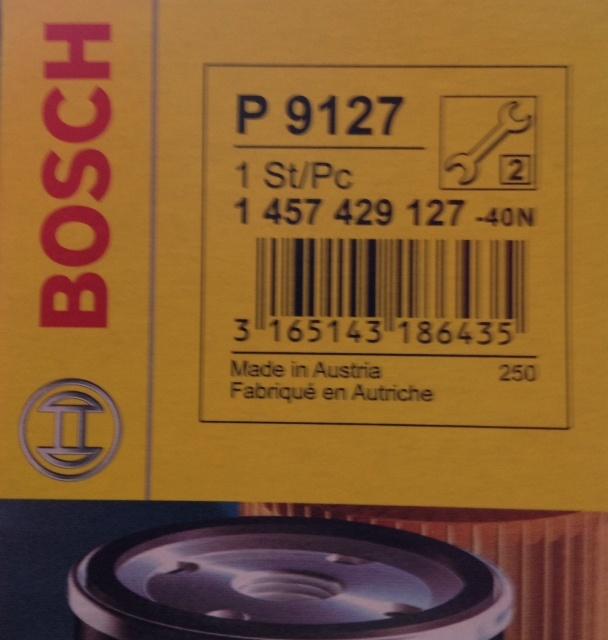 BOSCH
P 9127
2
1 St/Pc
1 457 429 127 -40N
3 165143 186435
Made in Austria 250
Fabriqué en Autriche